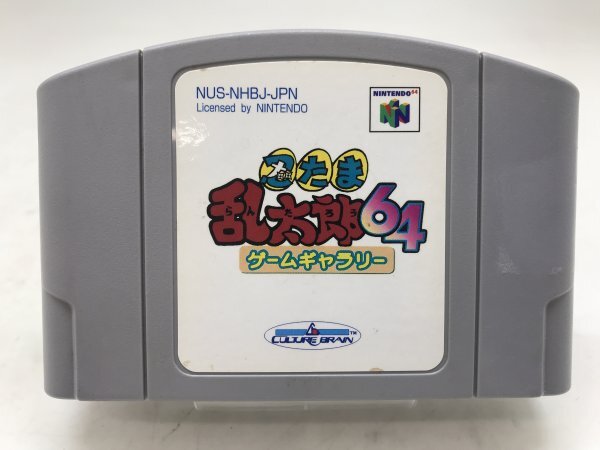 NUS-NHBJ-JPN
Licensed by NINTENDO
NINTENDO64
忍たま
乱太郎64
ゲームギャラリー
CULTURE BRAIN™